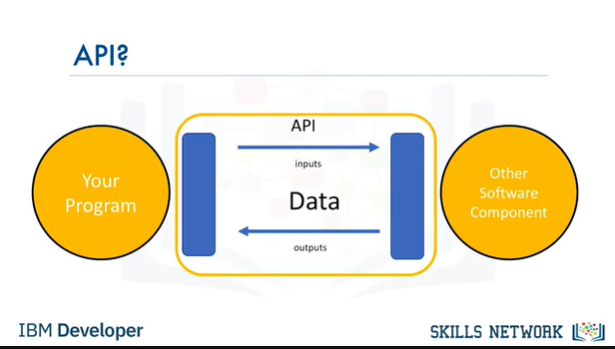 API?
API
inputs
Your
Program
Data
Other
Software
Component
outputs
IBM Developer
SKILLS NETWORK